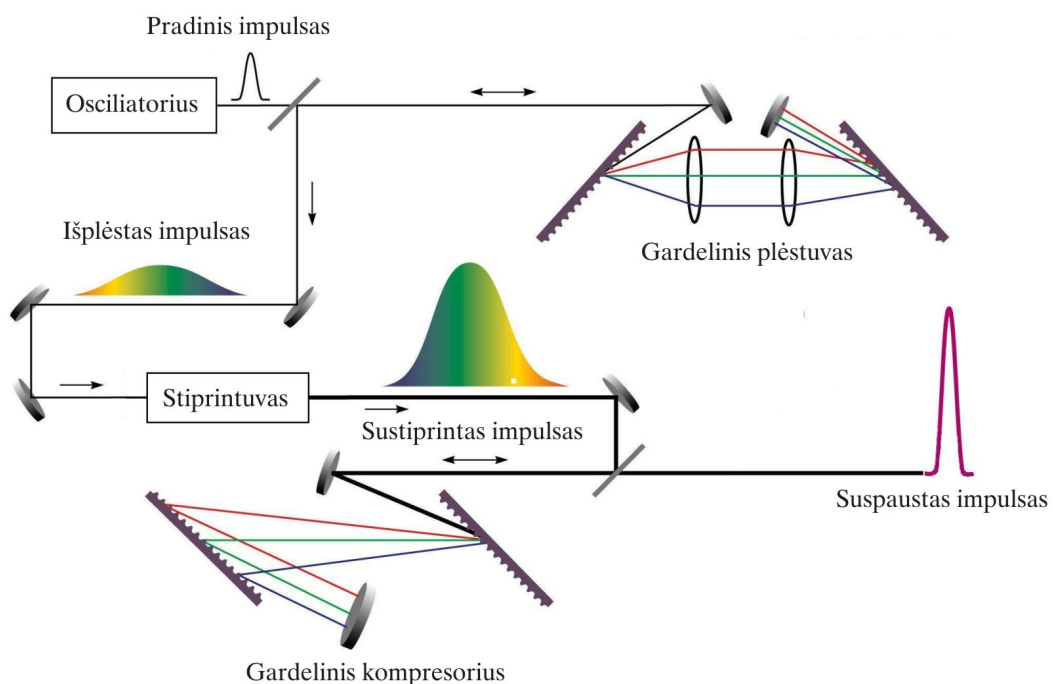 Pradinis impulsas
Osciliatorius
Išplėstas impulsas
Gardelinis plėstuvas
Stiprintuvas
Sustiprintas impulsas
Suspaustas impulsas
Gardelinis kompresorius